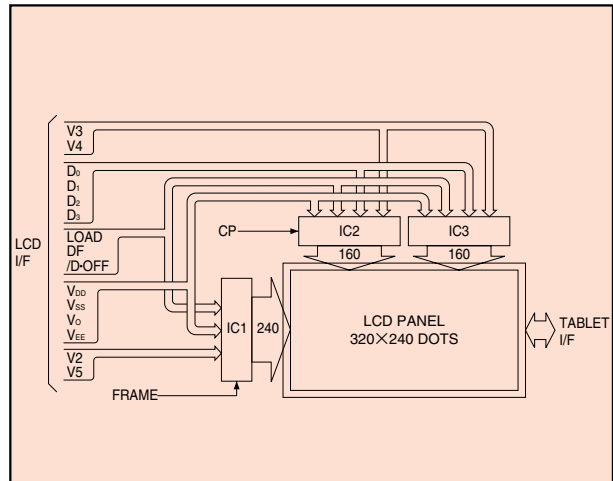 V3
V4
D0
D1
D2
D3
LCD
I/F
LOAD
DF
/D•OFF
VDD
VSS
VO
VEE
V2
V5
CP
FRAME
IC1
240
IC2
IC3
160
160
LCD PANEL
320×240 DOTS
TABLET
I/F